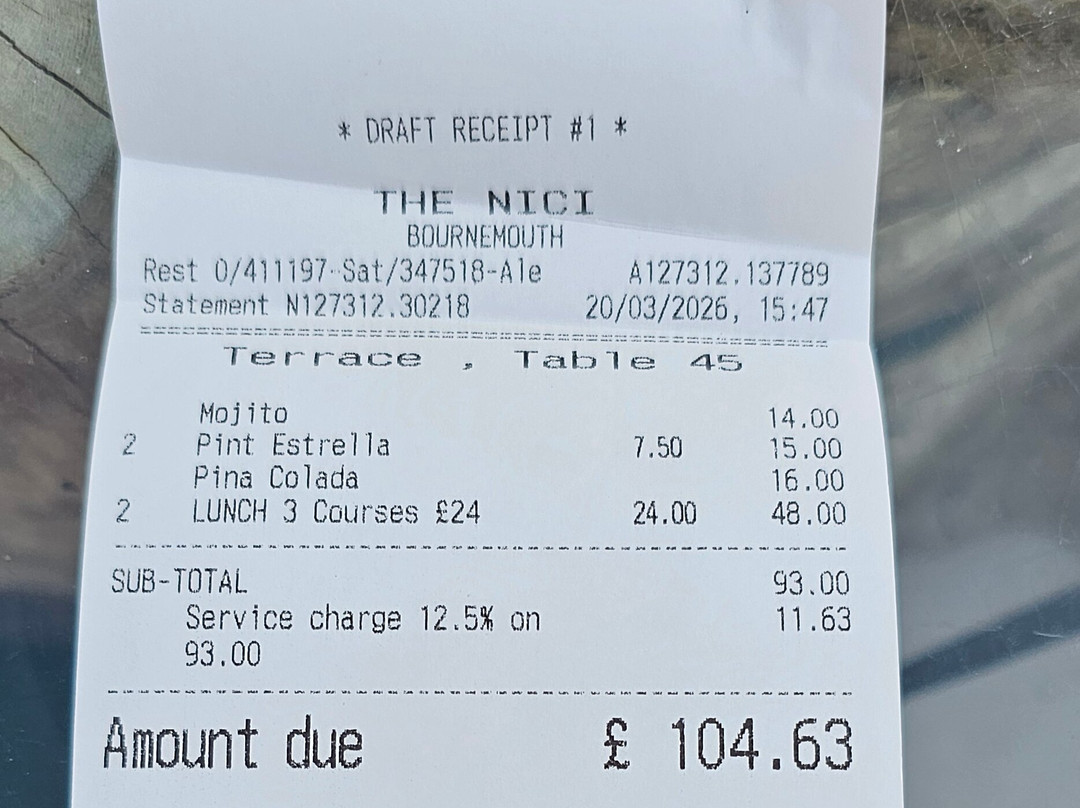 * DRAFT RECEIPT #1 *
THE NICI
BOURNEMOUTH
Rest 0/411197-Sat/347518-Ale A127312.137789
Statement N127312.30218 20/03/2026, 15:47
Terrace , Table 45
Mojito 14.00
2 Pint Estrella 7.50 15.00
Pina Colada 16.00
2 LUNCH 3 Courses £24 24.00 48.00
SUB-TOTAL 93.00
Service charge 12.5% on 11.63
93.00
Amount due £ 104.63